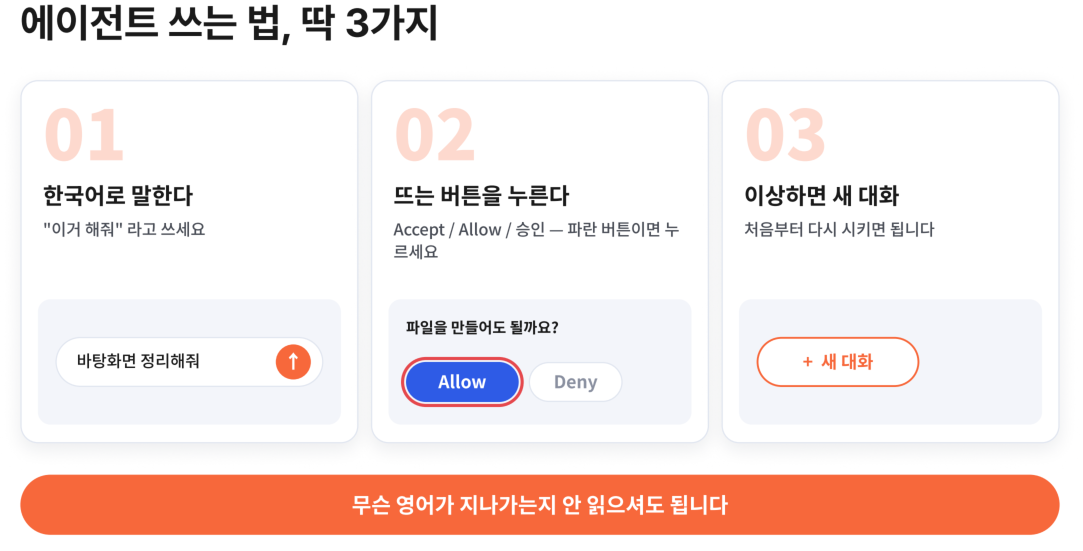 에이전트 쓰는 법, 딱 3가지
01
한국어로 말한다
"이거 해줘" 라고 쓰세요
바탕화면 정리해줘
↑
02
뜨는 버튼을 누른다
Accept / Allow / 승인 — 파란 버튼이면 누
르세요
파일을 만들어도 될까요?
Allow
Deny
03
이상하면 새 대화
처음부터 다시 시키면 됩니다
+ 새 대화
무슨 영어가 지나가는지 안 읽으셔도 됩니다